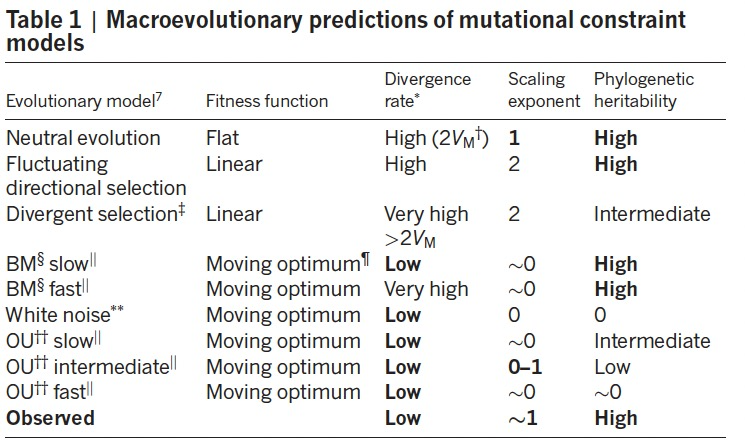 Table 1 | Macroevolutionary predictions of mutational constraint
models
Divergence Scaling Phylogenetic
Evolutionary model⁷ Fitness function rate* exponent heritability
Neutral evolution Flat High (2VM†) 1 High
Fluctuating Linear High 2 High
directional selection
Divergent selection‡ Linear Very high 2 Intermediate
>2VM
BM§ slow|| Moving optimum¶ Low ~0 High
BM§ fast|| Moving optimum Very high ~0 High
White noise** Moving optimum Low 0 0
OU†† slow|| Moving optimum Low ~0 Intermediate
OU†† intermediate|| Moving optimum Low 0–1 Low
OU†† fast|| Moving optimum Low ~0 ~0
Observed Low ~1 High